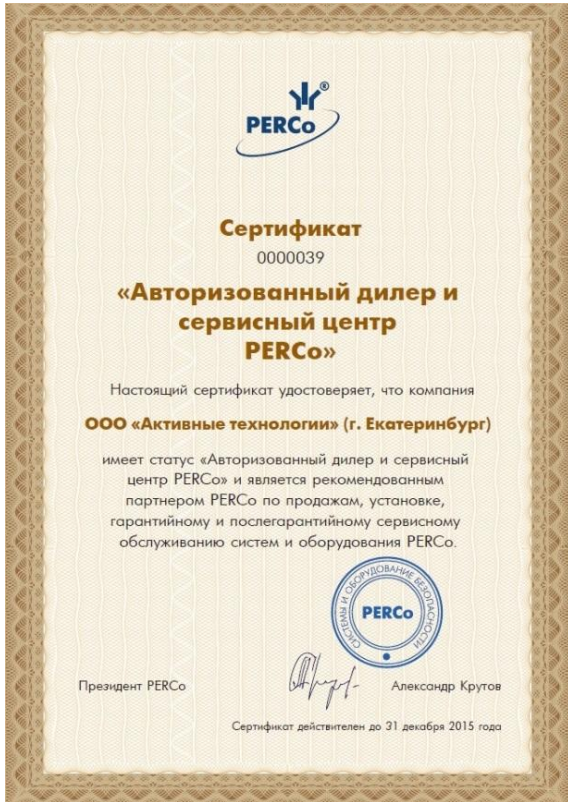 PERCo®
Сертификат
0000039
«Авторизованный дилер и
сервисный центр
PERCo»
Настоящий сертификат удостоверяет, что компания
ООО «Активные технологии» (г. Екатеринбург)
имеет статус «Авторизованный дилер и сервисный
центр PERCo» и является рекомендованным
партнером PERCo по продажам, установке,
гарантийному и послегарантийному сервисному
обслуживанию систем и оборудования PERCo.
СИСТЕМЫ И ОБОРУДОВАНИЕ БЕЗОПАСНОСТИ
PERCo
Президент PERCo
Александр Крутов
Сертификат действителен до 31 декабря 2015 года